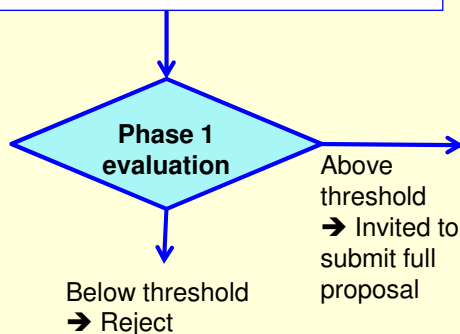 Phase 1
evaluation
Above
threshold
➔ Invited to
submit full
proposal
Below threshold
➔ Reject